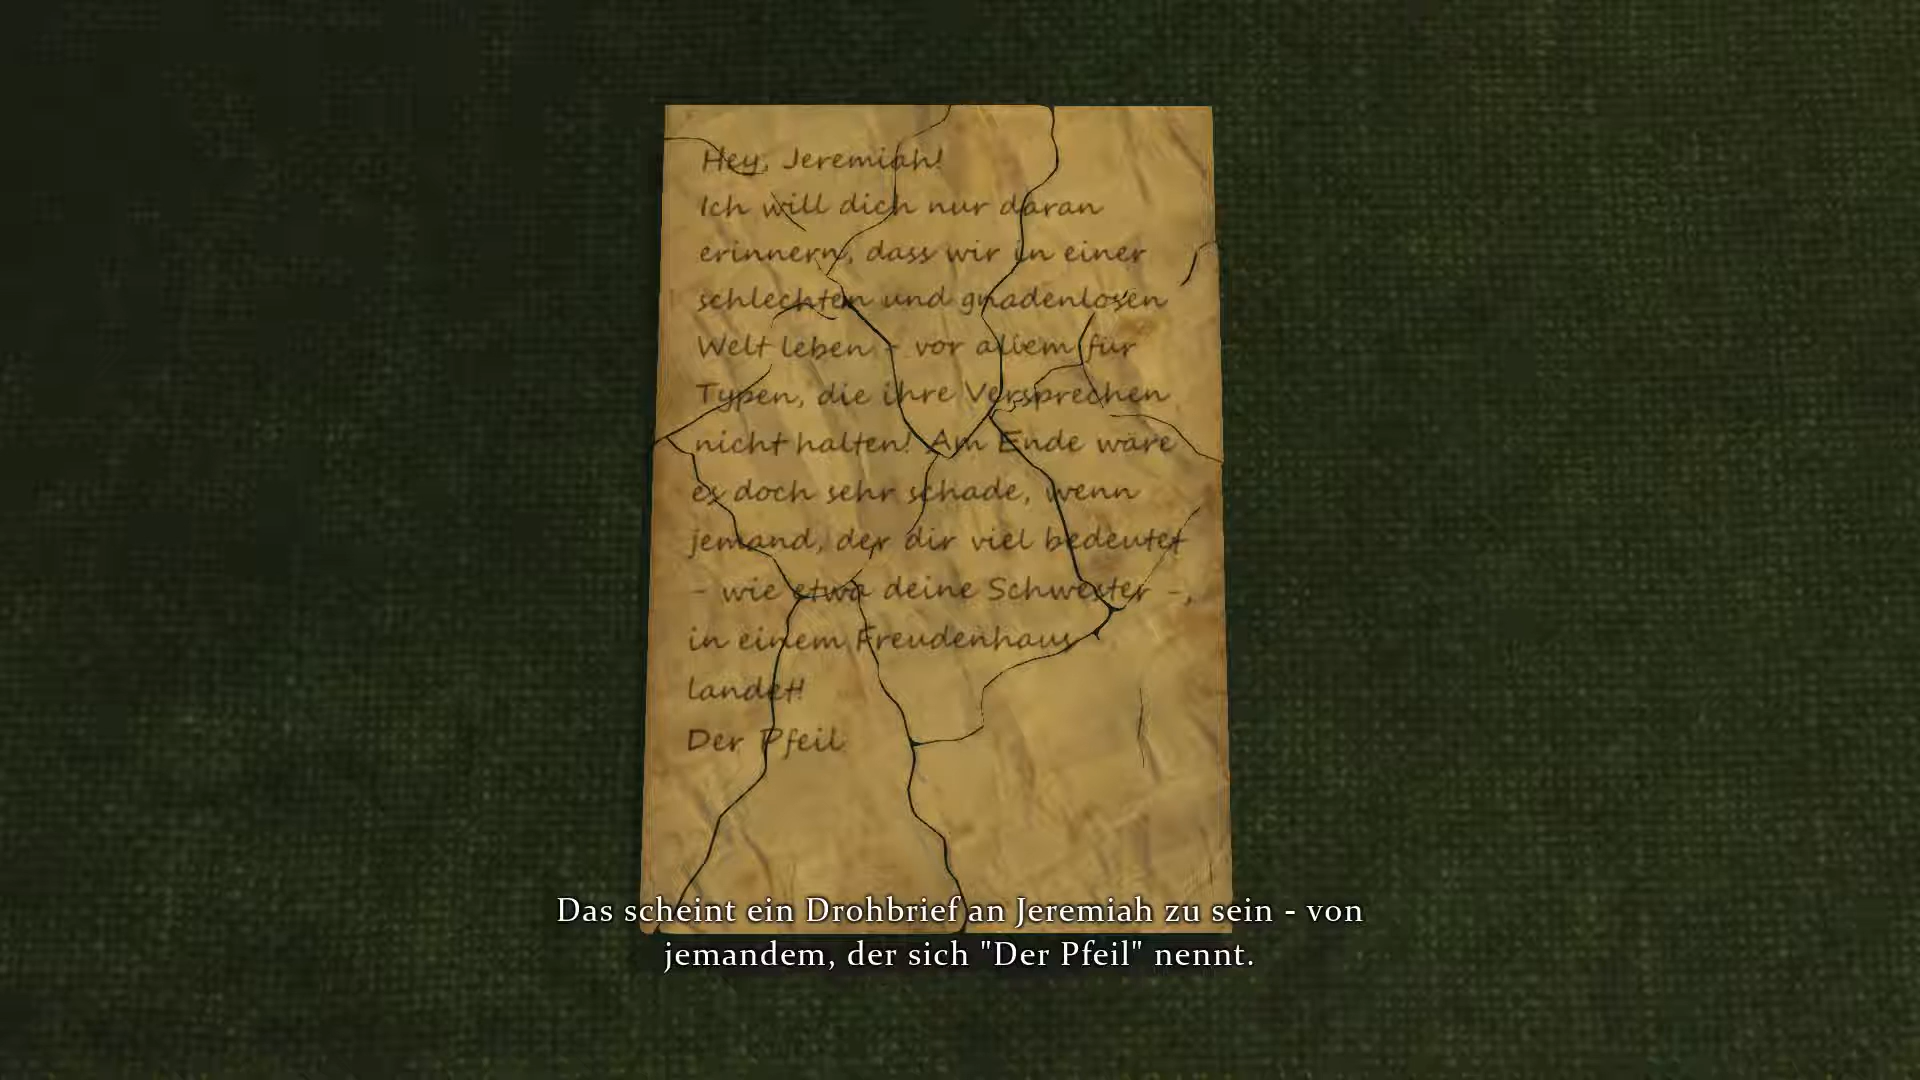 Hey, Jeremiah!
Ich will dich nur daran
erinnern, dass wir in einer
schlechten und gnadenlosen
Welt leben - vor allem für
Typen, die ihre Versprechen
nicht halten! Am Ende wäre
es doch sehr schade, wenn
jemand, der dir viel bedeutet
- wie etwa deine Schwester -,
in einem Freudenhaus
landet!
Der Pfeil
Das scheint ein Drohbrief an Jeremiah zu sein - von
jemandem, der sich "Der Pfeil" nennt.